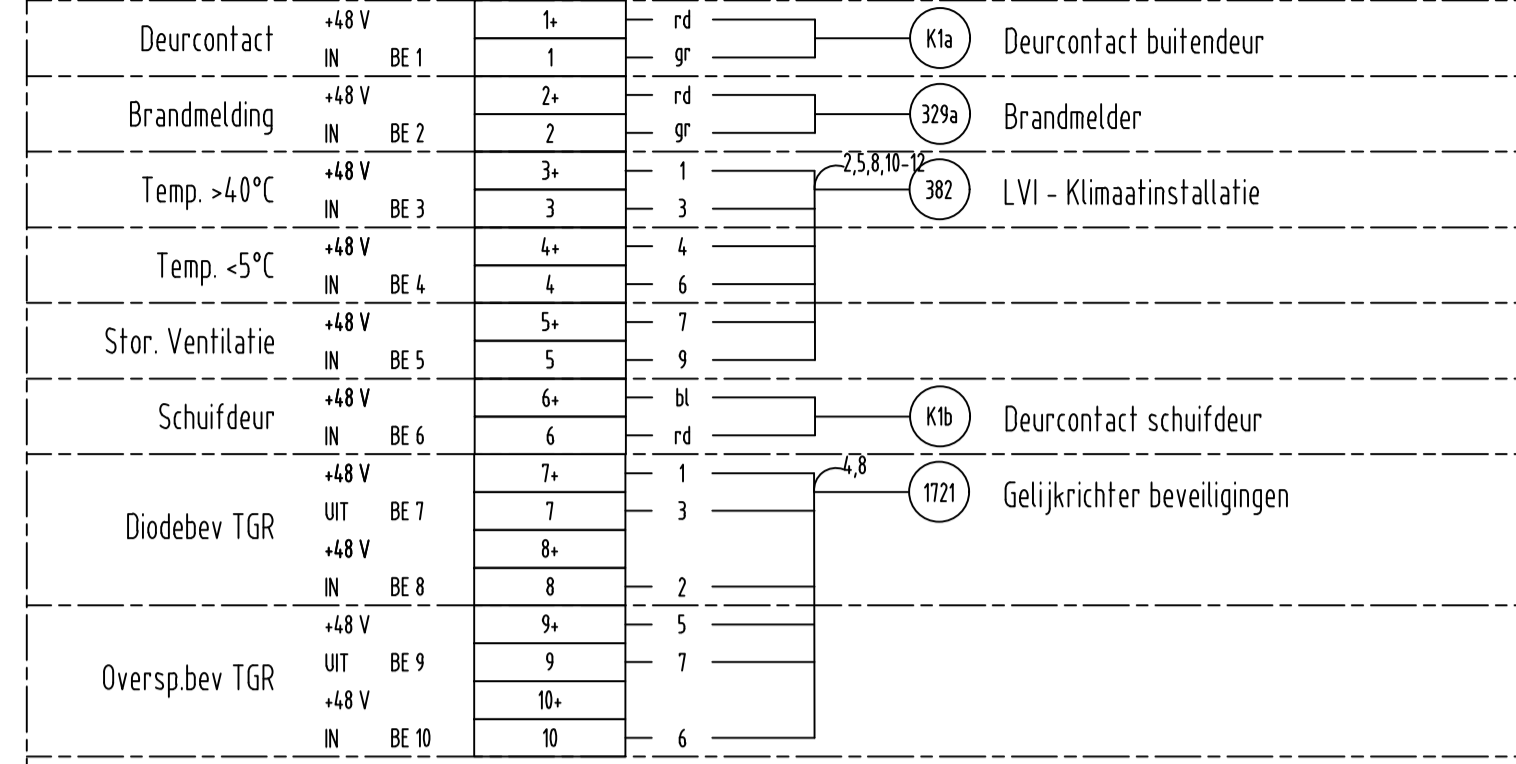 +48 V 1+ rd
Deurcontact K1a Deurcontact buitendeur
IN BE 1 1 gr
+48 V 2+ rd
Brandmelding 329a Brandmelder
IN BE 2 2 gr
2,5,8,10-12
+48 V 3+ 1
Temp. >40°C 382 LVI - Klimaatinstallatie
IN BE 3 3 3
+48 V 4+ 4
Temp. <5°C
IN BE 4 4 6
+48 V 5+ 7
Stor. Ventilatie
IN BE 5 5 9
+48 V 6+ bl
Schuifdeur K1b Deurcontact schuifdeur
IN BE 6 6 rd
4,8
+48 V 7+ 1
1721 Gelijkrichter beveiligingen
UIT BE 7 7 3
Diodebev TGR
+48 V 8+
IN BE 8 8 2
+48 V 9+ 5
UIT BE 9 9 7
Oversp.bev TGR
+48 V 10+
IN BE 10 10 6